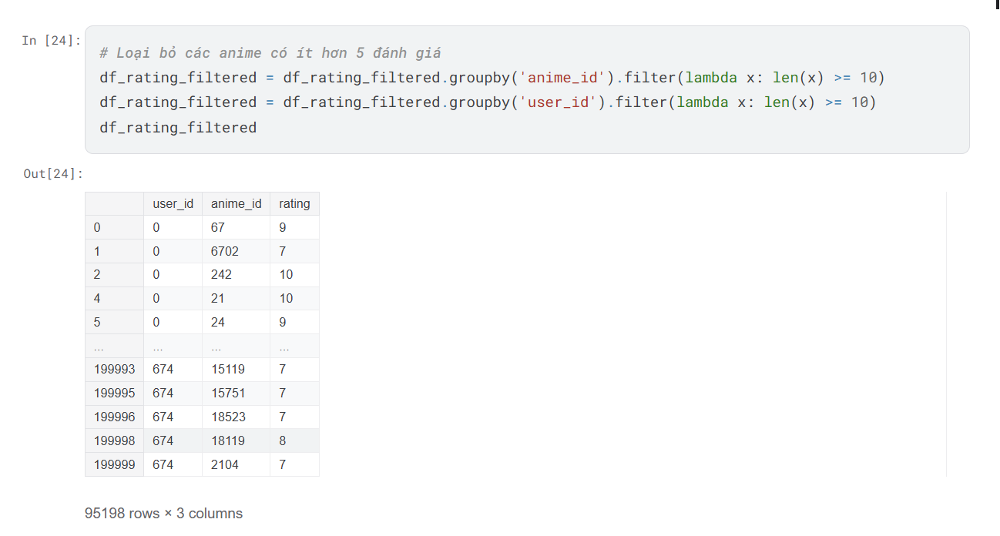 In [24]:
# Loại bỏ các anime có ít hơn 5 đánh giá
df_rating_filtered = df_rating_filtered.groupby('anime_id').filter(lambda x: len(x) >= 10)
df_rating_filtered = df_rating_filtered.groupby('user_id').filter(lambda x: len(x) >= 10)
df_rating_filtered
Out[24]:
user_id anime_id rating
0 0 67 9
1 0 6702 7
2 0 242 10
4 0 21 10
5 0 24 9
... ... ... ...
199993 674 15119 7
199995 674 15751 7
199996 674 18523 7
199998 674 18119 8
199999 674 2104 7
95198 rows × 3 columns